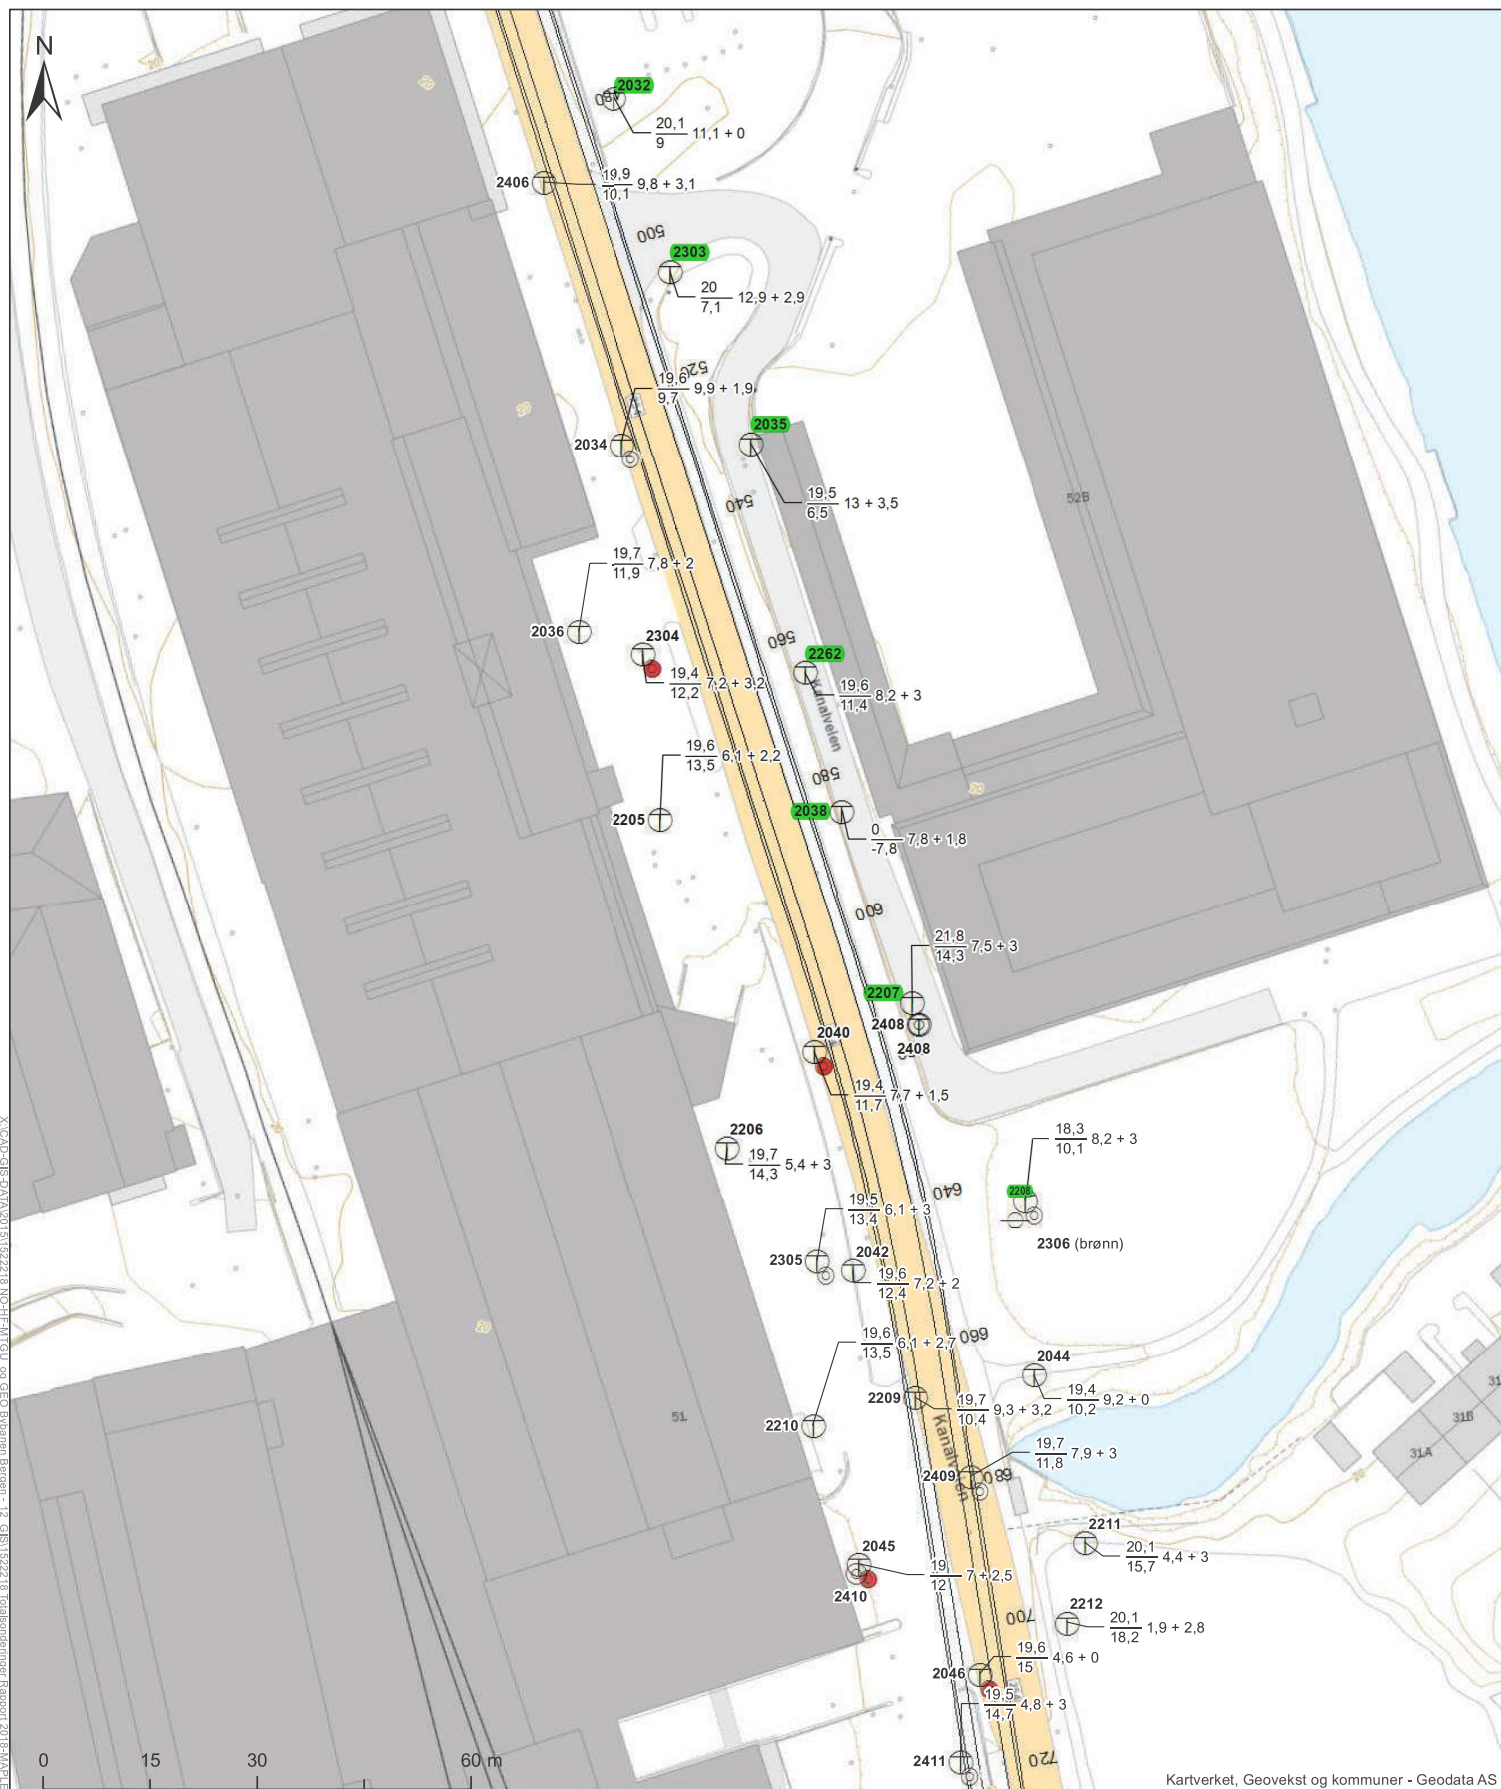 N
20
20
2032
480
20,1
9
11,1 + 0
2406
19,9
10,1
9,8 + 3,1
500
2303
20
7,1
12,9 + 2,9
520
19,6
9,7
9,9 + 1,9
20
2034
2035
52B
19,5
6,5
13 + 3,5
540
19,7
11,9
7,8 + 2
2036
2304
560
2262
19,4
12,2
7,2 + 3,2
19,6
11,4
8,2 + 3
Kanalveien
19,6
13,5
6,1 + 2,2
580
20
2205
2038
0
-7,8
7,8 + 1,8
600
21,8
14,3
7,5 + 3
2207
2408
2408
2040
19,4
11,7
7,7 + 1,5
2206
19,7
14,3
5,4 + 3
18,3
10,1
8,2 + 3
640
2208
19,5
13,4
6,1 + 3
2306 (brønn)
2305
2042
19,6
12,4
7,2 + 2
20
19,6
13,5
6,1 + 2,7
660
2044
19,4
10,2
9,2 + 0
2209
19,7
10,4
9,3 + 3,2
51
2210
Kanalveien
31B
31A
19,7
11,8
7,9 + 3
2409
680
20
2211
20,1
15,7
4,4 + 3
2045
19
12
7 + 2,5
2410
700
2212
20,1
18,2
1,9 + 2,8
19,6
15
4,6 + 0
2046
19,5
14,7
4,8 + 3
2411
720
0 15 30 60 m
Kartverket, Geovekst og kommuner - Geodata AS